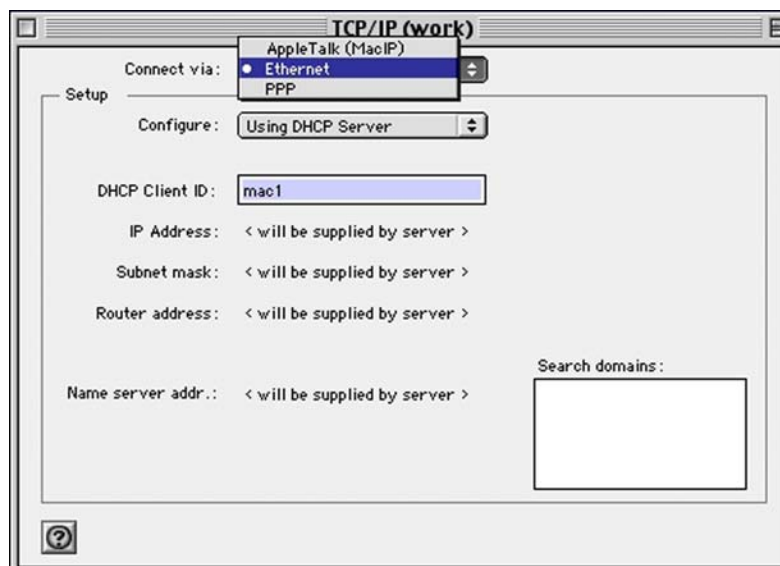 TCP/IP (work)
AppleTalk (MacIP)
Connect via: Ethernet
PPP
Setup
Configure: Using DHCP Server
DHCP Client ID: mac1
IP Address: < will be supplied by server >
Subnet mask: < will be supplied by server >
Router address: < will be supplied by server >
Search domains:
Name server addr.: < will be supplied by server >
?